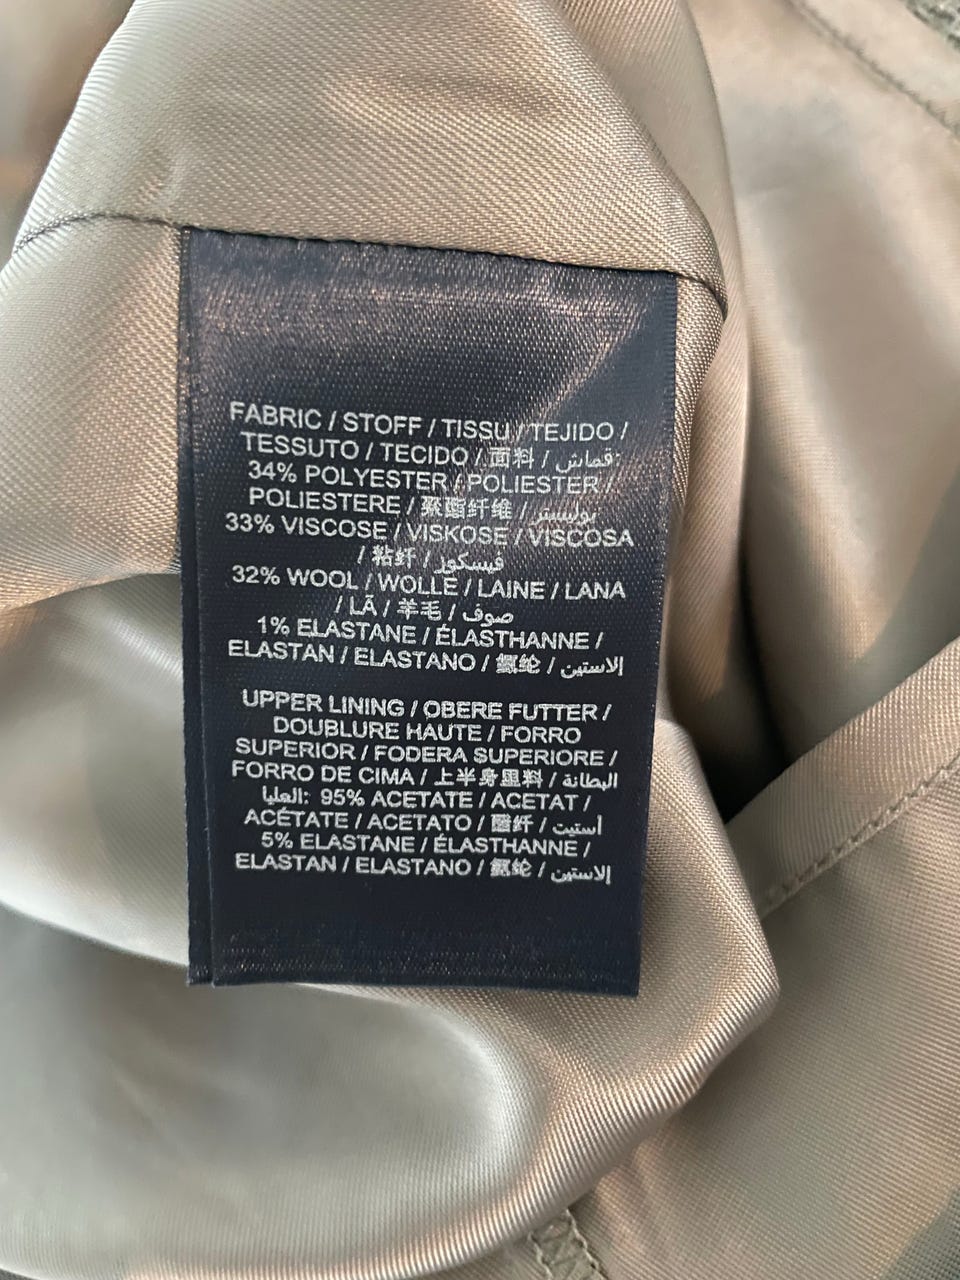 FABRIC / STOFF / TISSU / TEJIDO /
TESSUTO / TECIDO / 面料 / قماش:
34% POLYESTER / POLIESTER /
POLIESTERE / 聚酯纤维 / بوليستر
33% VISCOSE / VISKOSE / VISCOSA
/ 粘纤 / فيسكوز
32% WOOL / WOLLE / LAINE / LANA
/ LÃ / 羊毛 / صوف
1% ELASTANE / ÉLASTHANNE /
ELASTAN / ELASTANO / 氨纶 / إلاستين
UPPER LINING / OBERE FUTTER /
DOUBLURE HAUTE / FORRO
SUPERIOR / FODERA SUPERIORE /
FORRO DE CIMA / 上半身里料 / البطانة
العليا: 95% ACETATE / ACETAT /
ACÉTATE / ACETATO / 醋纤 / أستيت
5% ELASTANE / ÉLASTHANNE /
ELASTAN / ELASTANO / 氨纶 / إلاستين